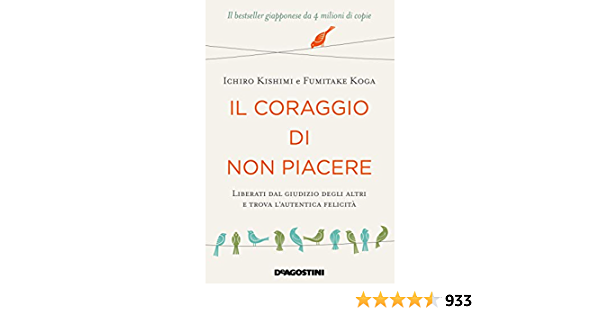 Il bestseller giapponese da 4 milioni di copie
Ichiro Kishimi e Fumitake Koga
IL CORAGGIO
DI
NON PIACERE
Liberati dal giudizio degli altri
e trova l'autentica felicità
DeAGOSTINI
933